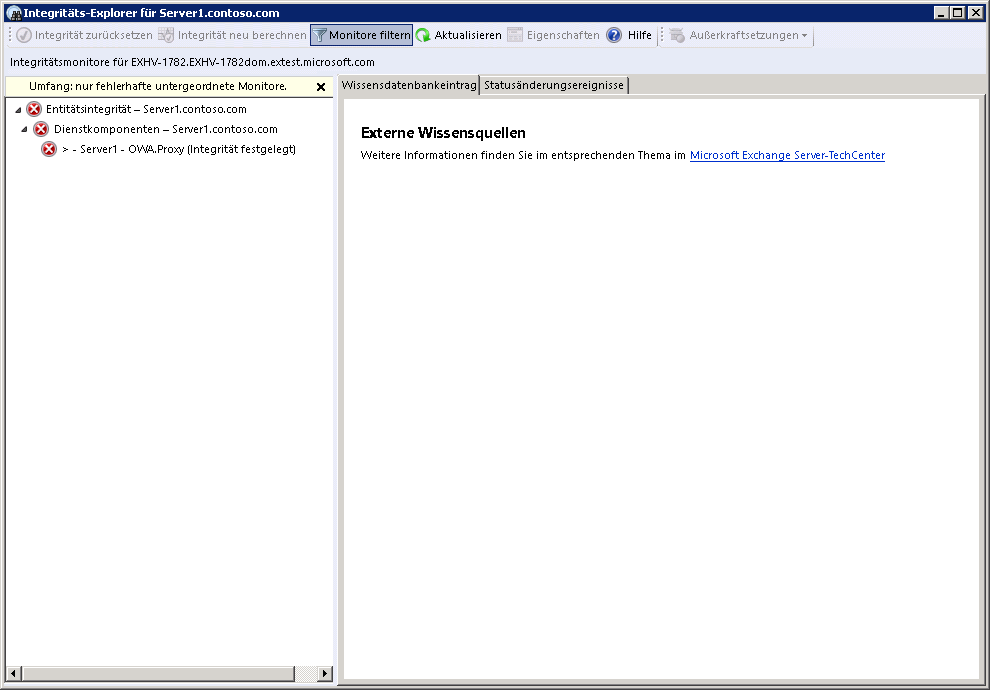 Integritäts-Explorer für Server1.contoso.com
Integrität zurücksetzen Integrität neu berechnen Monitore filtern Aktualisieren Eigenschaften Hilfe Außerkraftsetzungen
Integritätsmonitore für EXHV-1782.EXHV-1782dom.extest.microsoft.com
Umfang: nur fehlerhafte untergeordnete Monitore.
Entitätsintegrität – Server1.contoso.com
Dienstkomponenten – Server1.contoso.com
> - Server1 - OWA.Proxy (Integrität festgelegt)
Wissensdatenbankeintrag Statusänderungsereignisse
Externe Wissensquellen
Weitere Informationen finden Sie im entsprechenden Thema im Microsoft Exchange Server-TechCenter